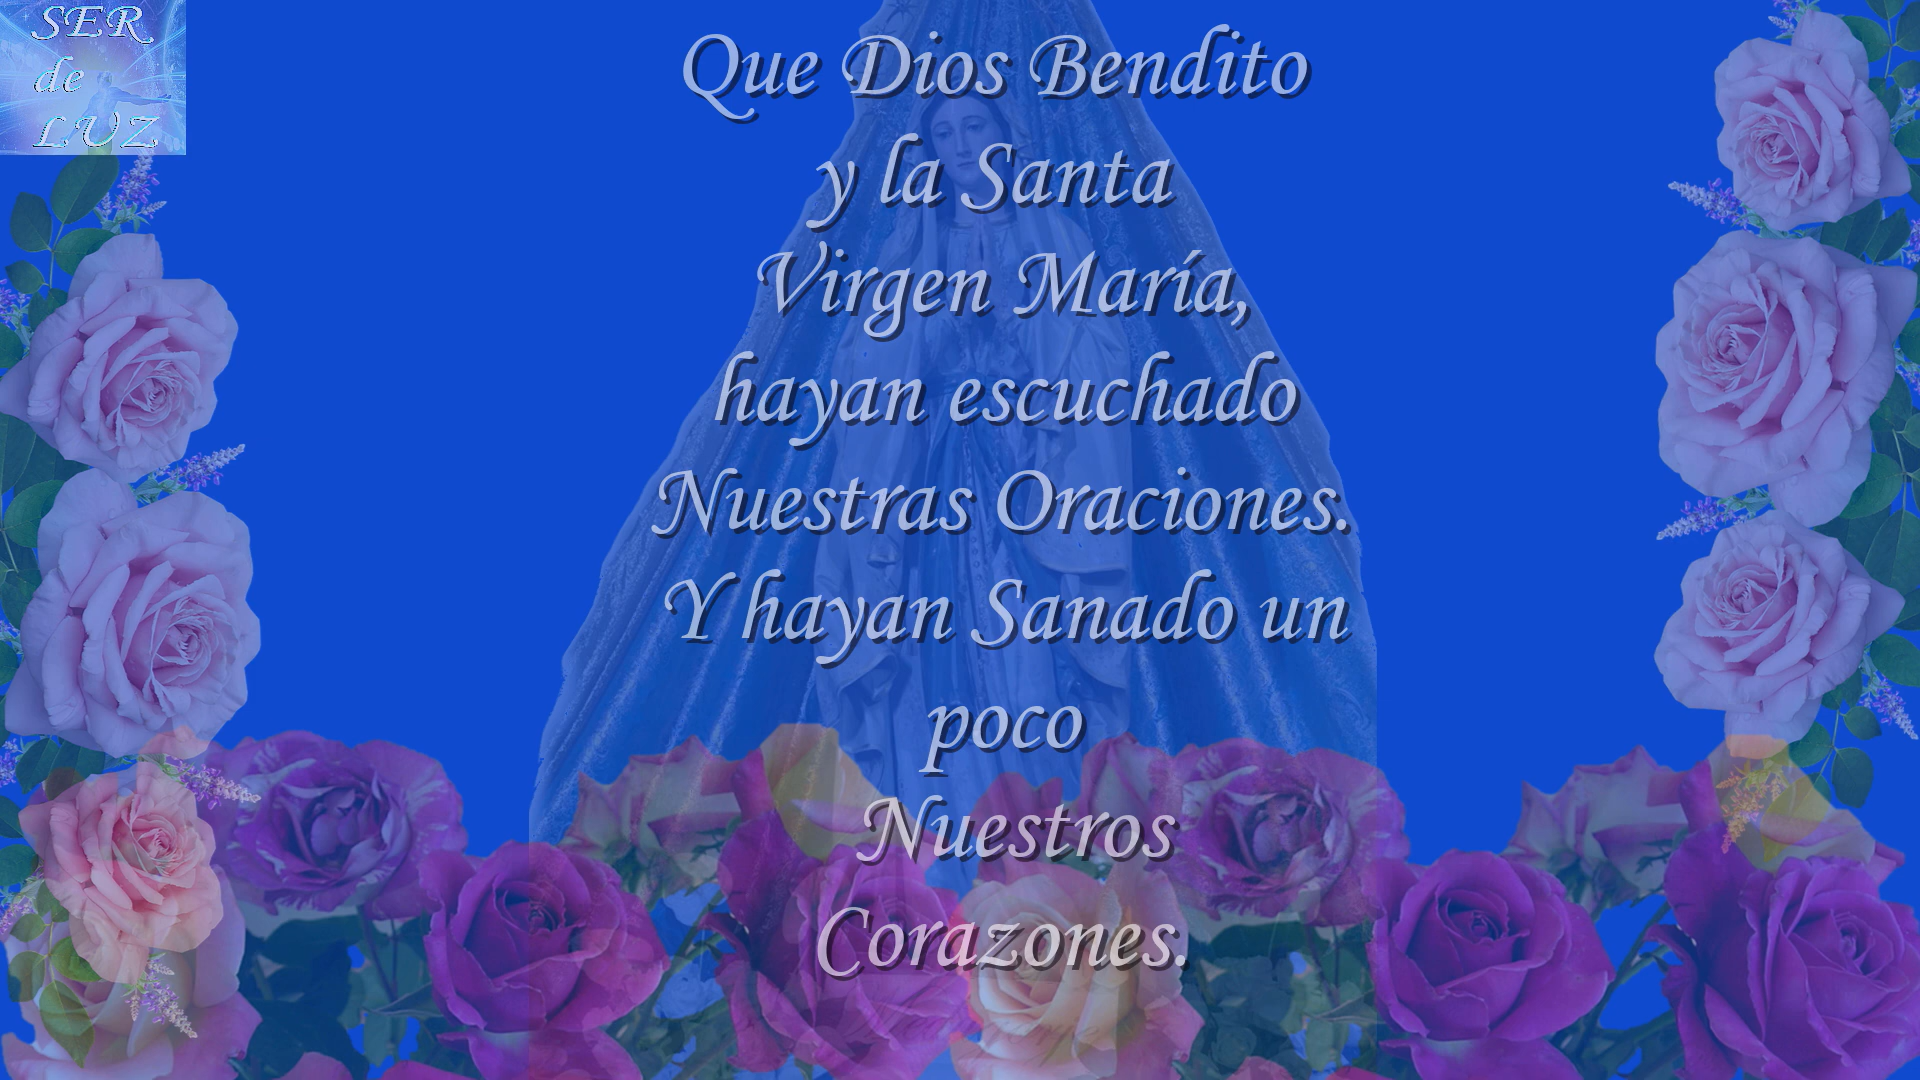 SER
de
LUZ
Que Dios Bendito
y la Santa
Virgen María,
hayan escuchado
Nuestras Oraciones.
Y hayan Sanado un
poco
Nuestros
Corazones.